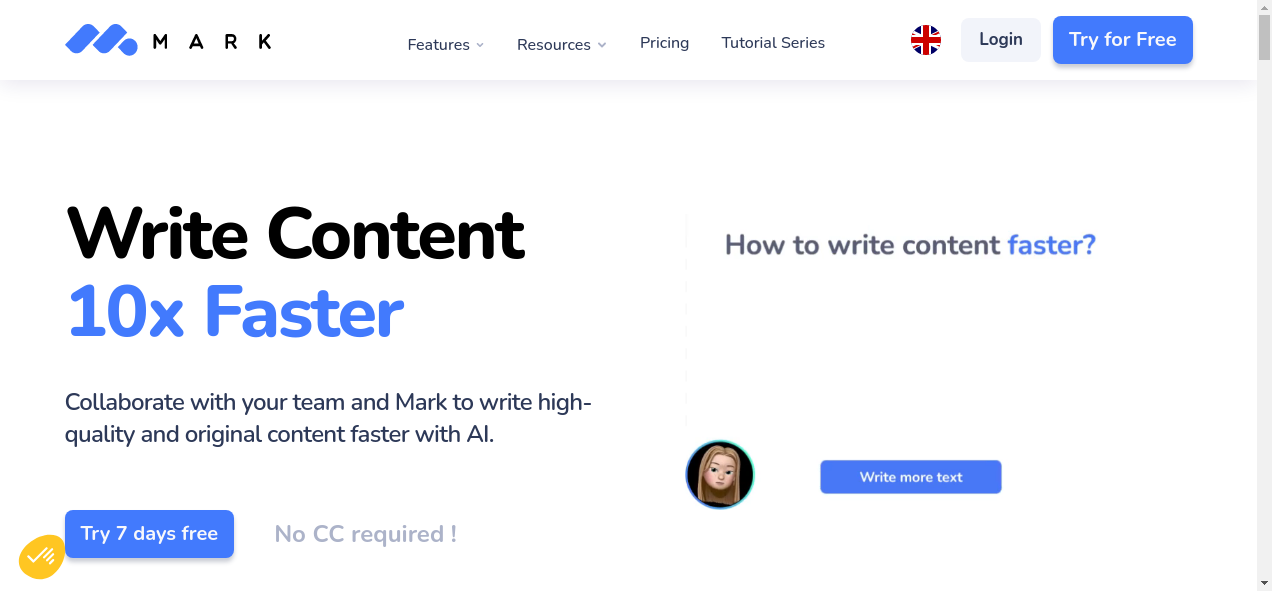 MARK
Features
Resources
Pricing
Tutorial Series
Login
Try for Free
Write Content
10x Faster
Collaborate with your team and Mark to write high-
quality and original content faster with AI.
Try 7 days free
No CC required !
How to write content faster?
Write more text